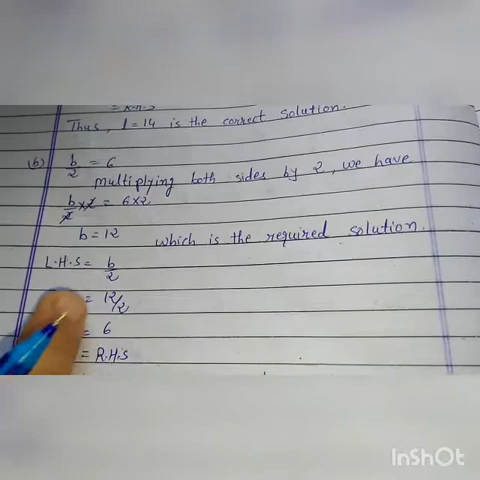 = R.H.S
Thus, l = 14 is the correct solution.
(b) b/2 = 6
multiplying both sides by 2, we have
b/2 × 2 = 6 × 2
b = 12 which is the required solution.
L.H.S = b/2
= 12/2
= 6
= R.H.S
InShOt